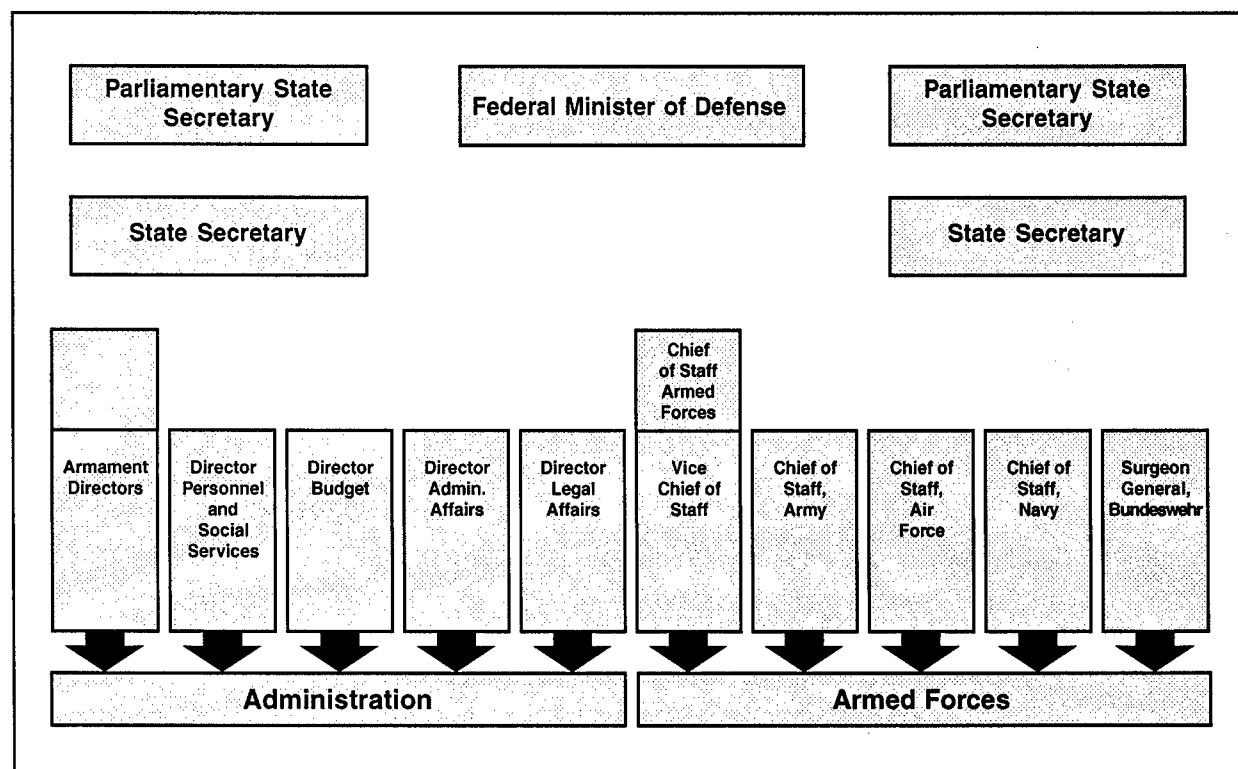 Parliamentary State
Secretary
Federal Minister of Defense
Parliamentary State
Secretary
State Secretary
State Secretary
Chief
of Staff
Armed
Forces
Armament
Directors
Director
Personnel
and
Social
Services
Director
Budget
Director
Admin.
Affairs
Director
Legal
Affairs
Vice
Chief of
Staff
Chief of
Staff,
Army
Chief of
Staff,
Air
Force
Chief of
Staff,
Navy
Surgeon
General,
Bundeswehr
Administration
Armed Forces